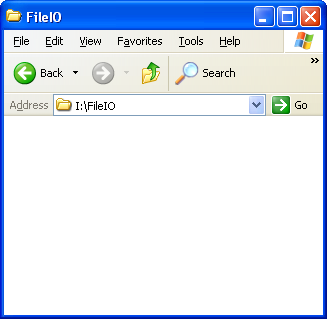 FileIO
File Edit View Favorites Tools Help
Back Search
Address I:\FileIO Go